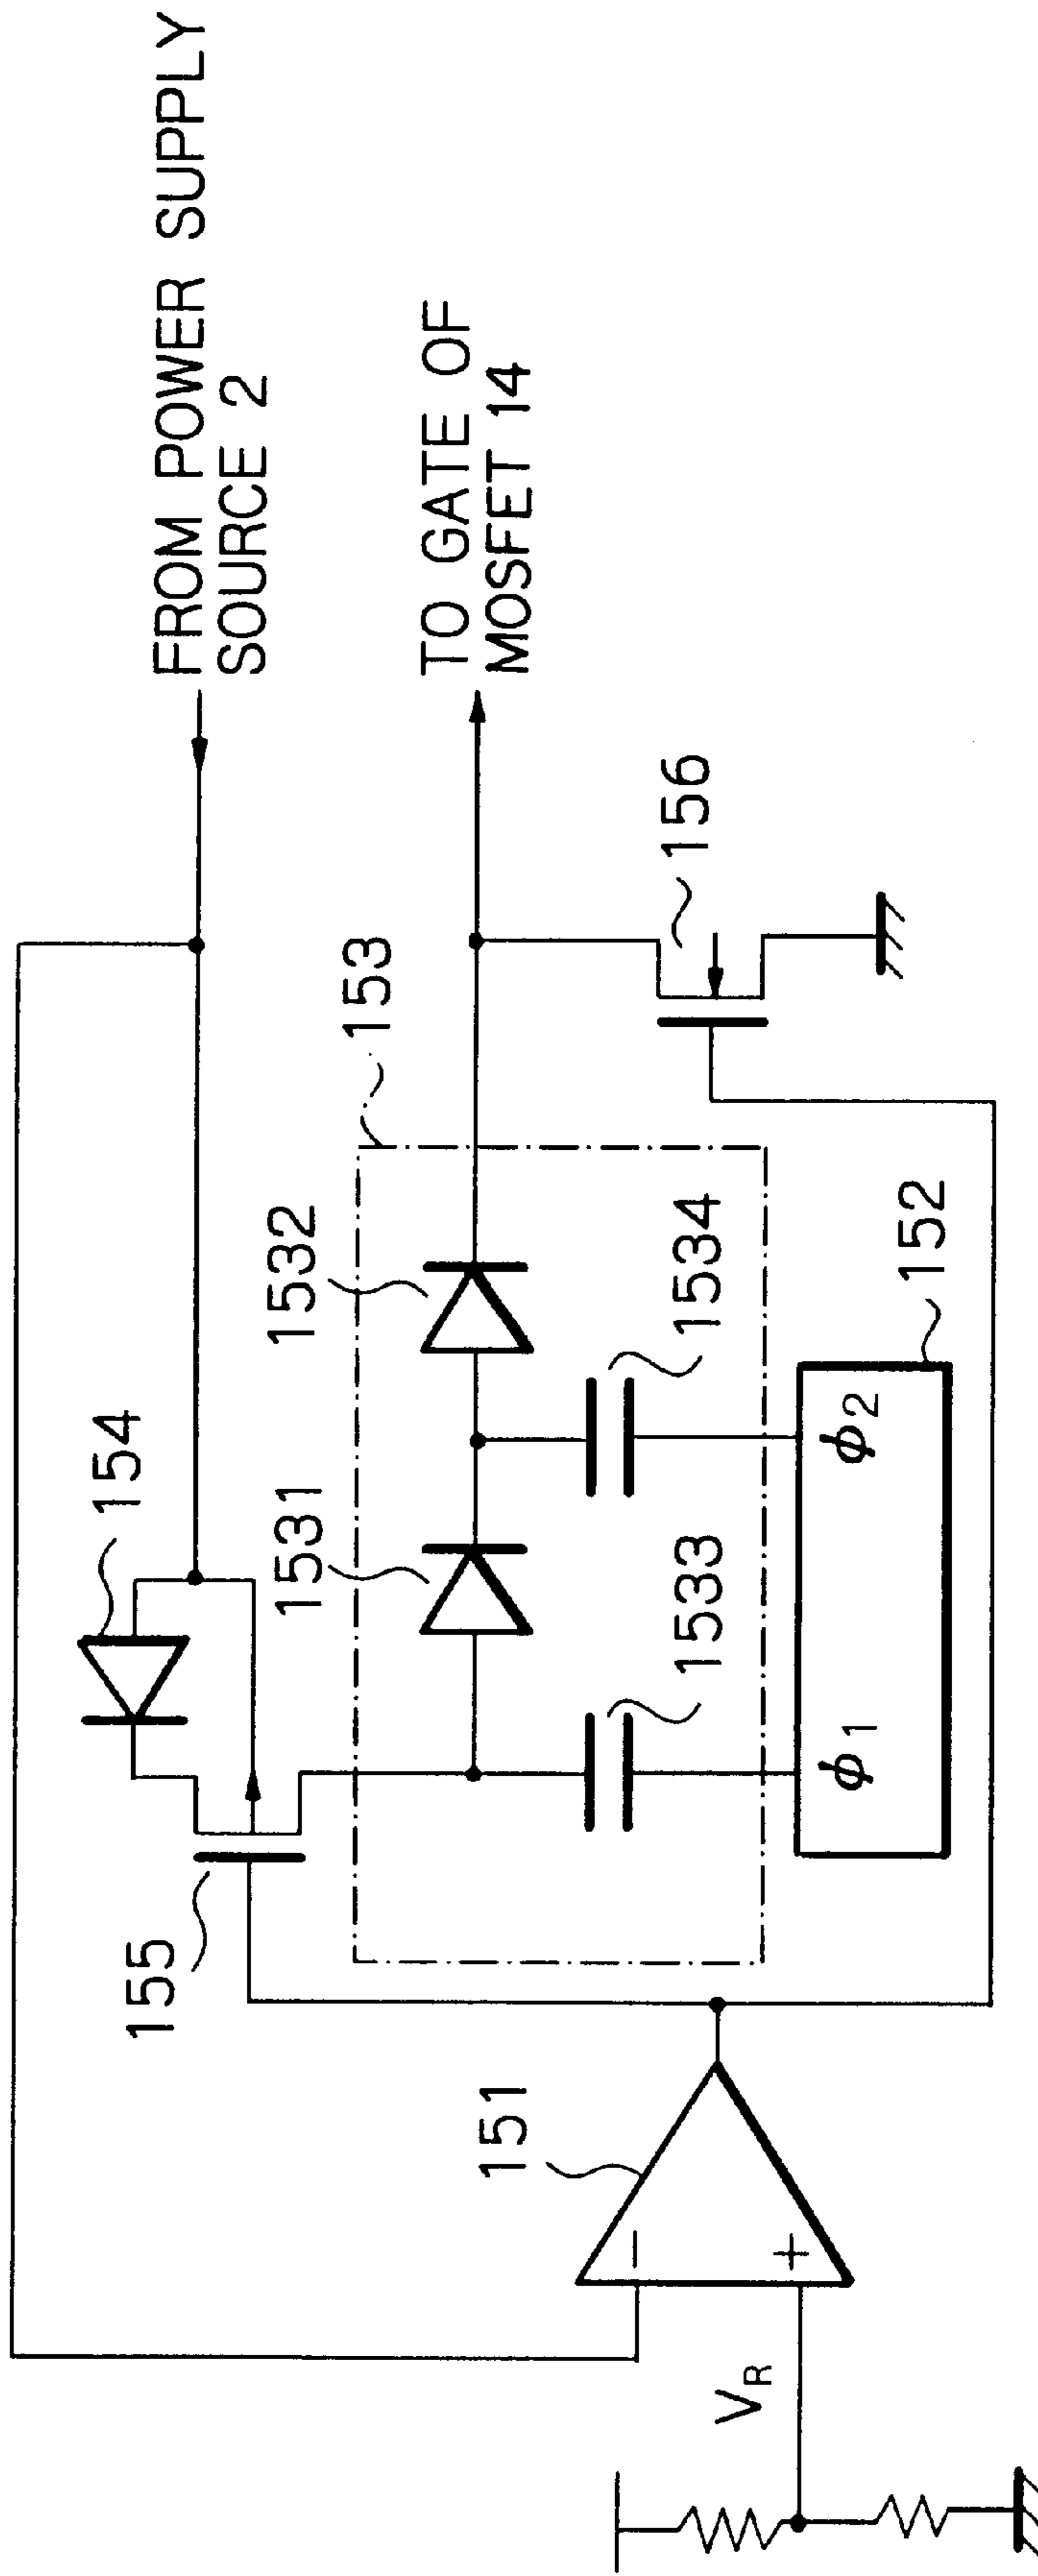 FROM POWER SUPPLY
SOURCE 2
154
155
1532
153
TO GATE OF
MOSFET 14
1531
151
1533
1534
156
−
+
V_R
ϕ1
ϕ2
152